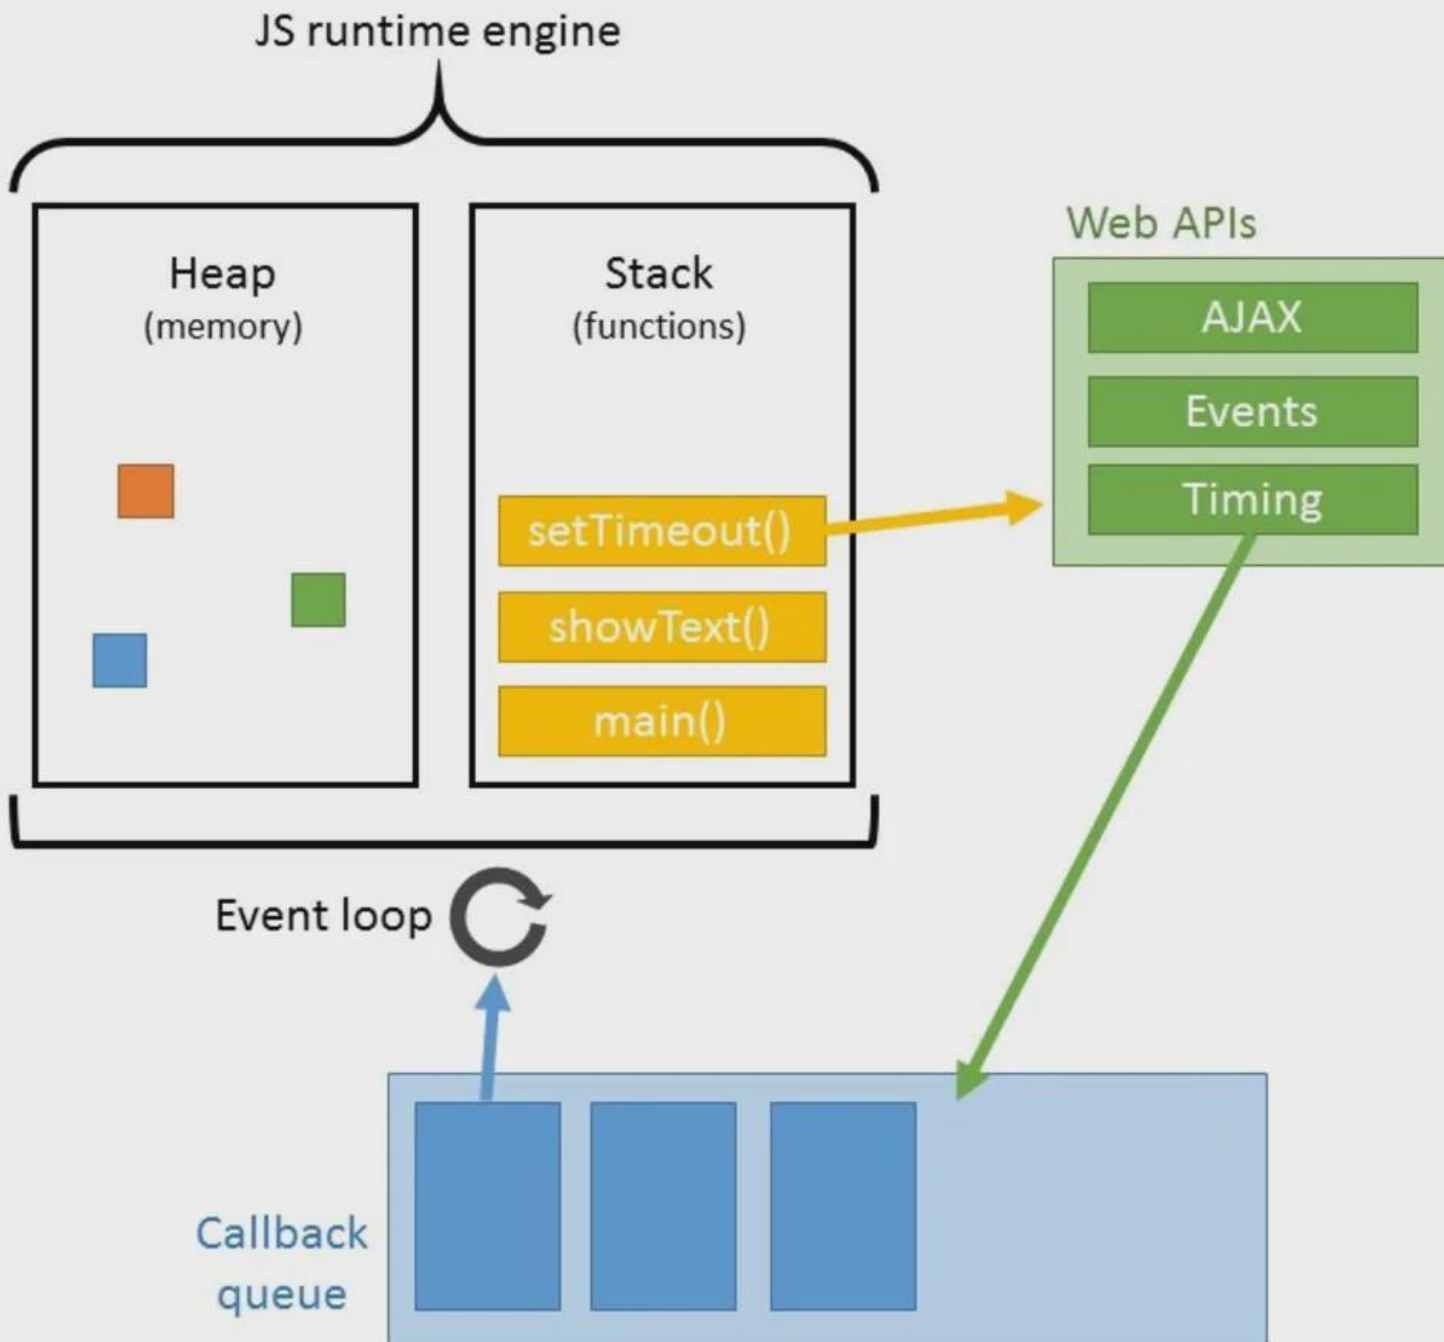 JS runtime engine
Heap
(memory)
Stack
(functions)
setTimeout()
showText()
main()
Web APIs
AJAX
Events
Timing
Event loop
Callback
queue